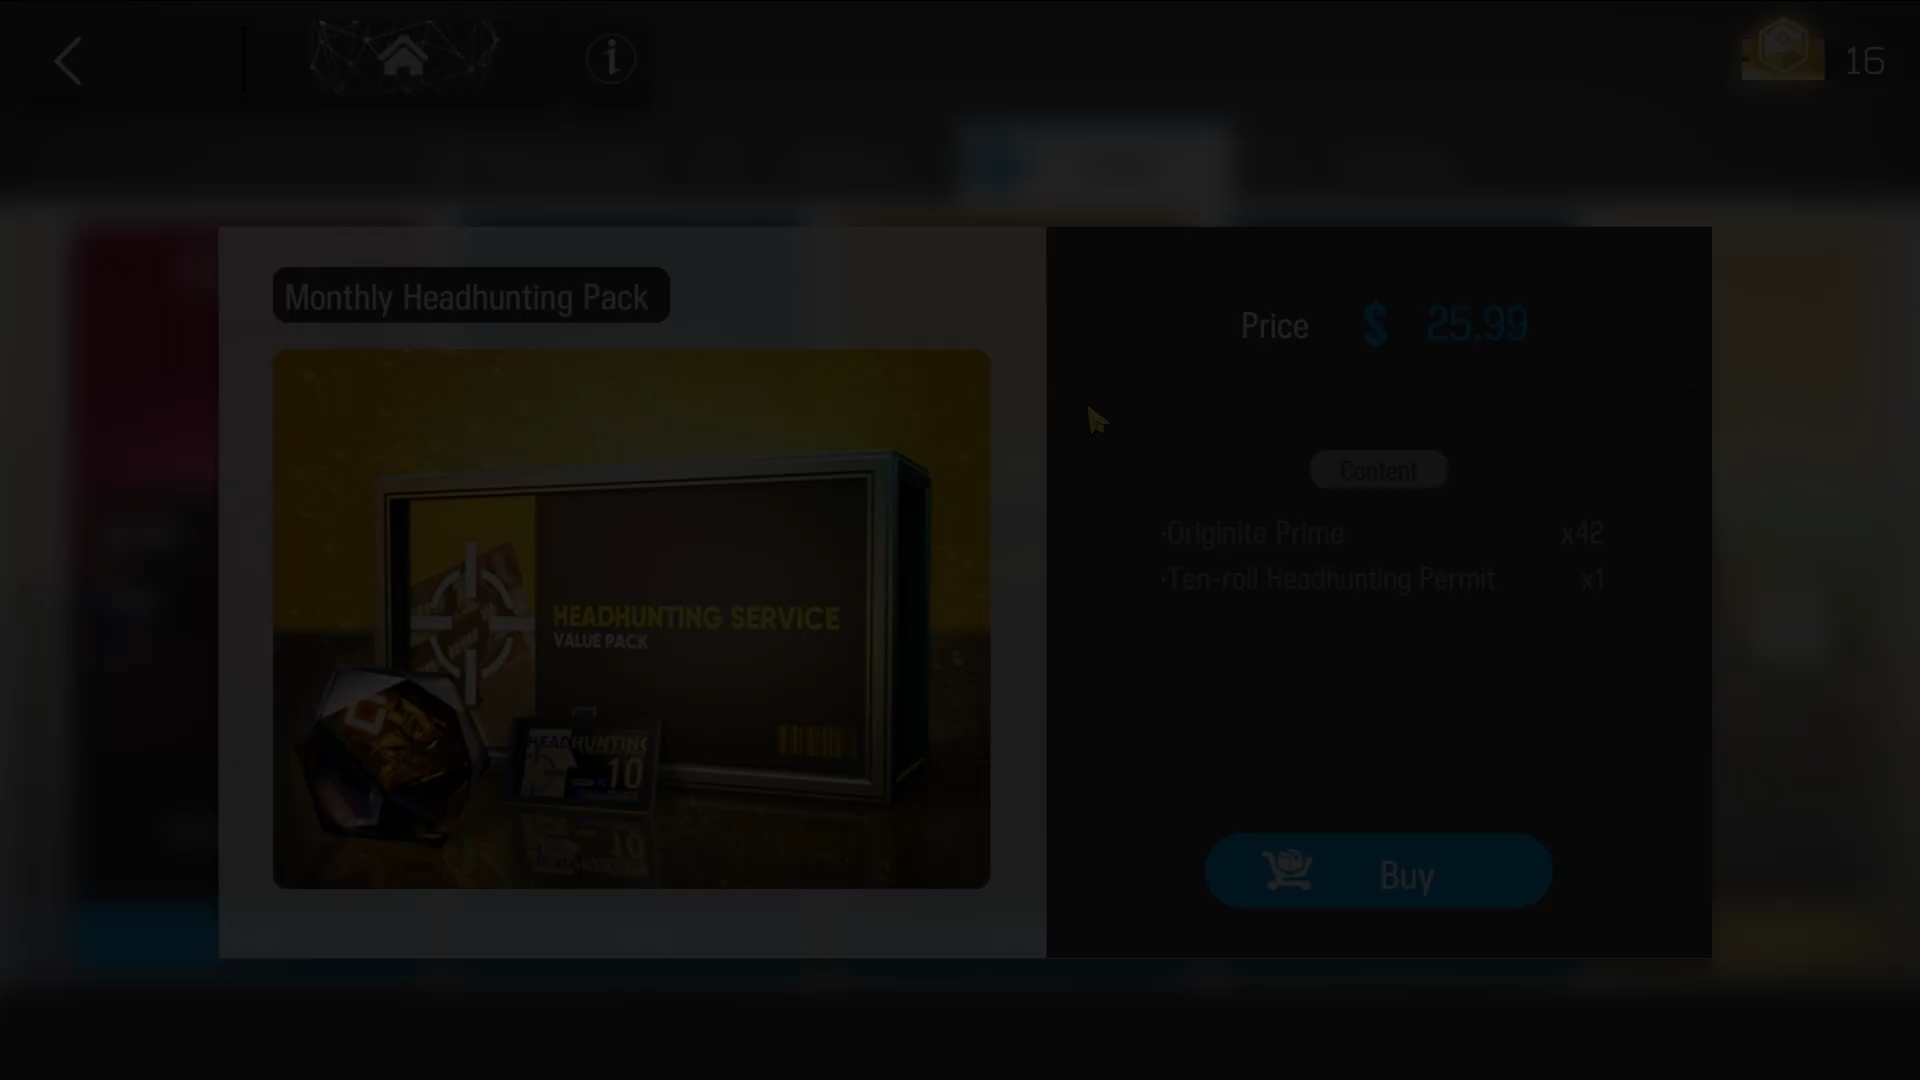 16
Monthly Headhunting Pack
HEADHUNTING SERVICE
VALUE PACK
HEADHUNTING
10
Price $ 25.99
Content
·Originite Prime x42
·Ten-roll Headhunting Permit x1
Buy